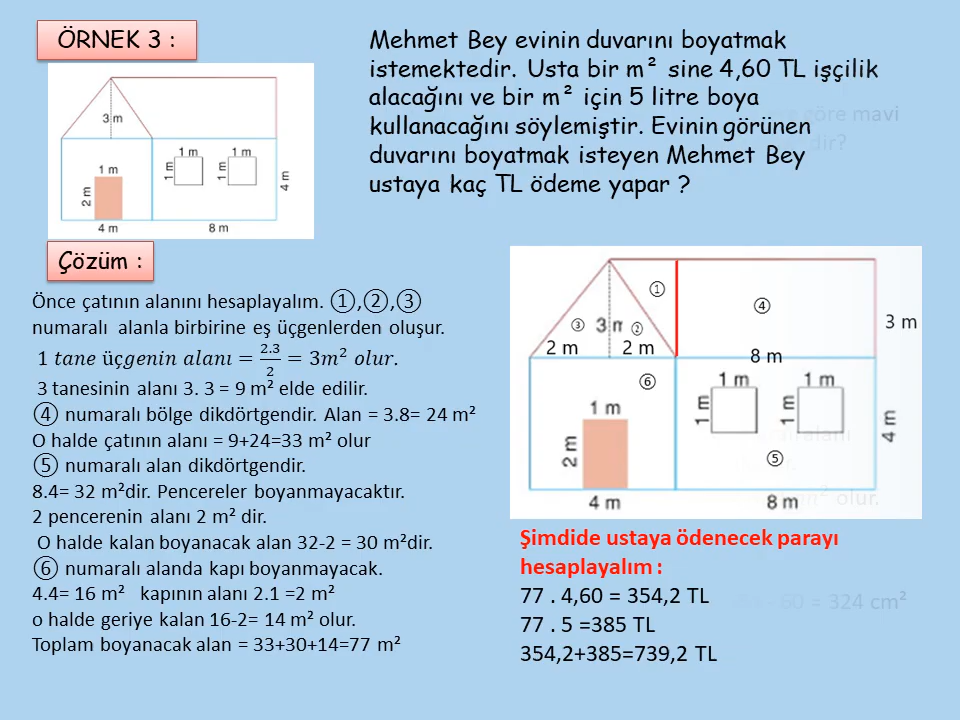 ÖRNEK 3 :
Mehmet Bey evinin duvarını boyatmak
istemektedir. Usta bir m² sine 4,60 TL işçilik
alacağını ve bir m² için 5 litre boya
kullanacağını söylemiştir. Evinin görünen
duvarını boyatmak isteyen Mehmet Bey
ustaya kaç TL ödeme yapar ?
göre mavi
dir?
3 m
1 m
1 m
1 m
1 m
1 m
2 m
4 m
4 m
8 m
Çözüm :
Önce çatının alanını hesaplayalım. ①,②,③
numaralı alanla birbirine eş üçgenlerden oluşur.
1 tane üçgenin alanı = 2.3/2 = 3m² olur.
3 tanesinin alanı 3. 3 = 9 m² elde edilir.
④ numaralı bölge dikdörtgendir. Alan = 3.8= 24 m²
O halde çatının alanı = 9+24=33 m² olur
⑤ numaralı alan dikdörtgendir.
8.4= 32 m²dir. Pencereler boyanmayacaktır.
2 pencerenin alanı 2 m² dir.
O halde kalan boyanacak alan 32-2 = 30 m²dir.
⑥ numaralı alanda kapı boyanmayacak.
4.4= 16 m² kapının alanı 2.1 =2 m²
o halde geriye kalan 16-2= 14 m² olur.
Toplam boyanacak alan = 33+30+14=77 m²
①
④
③ 3 m ②
3 m
2 m
2 m
8 m
⑥
1 m
1 m
1 m
1 m
1 m
2 m
4 m
⑤
4 m
8 m
alanı
olur.
Şimdide ustaya ödenecek parayı
hesaplayalım :
77 . 4,60 = 354,2 TL
- 60 = 324 cm²
77 . 5 =385 TL
354,2+385=739,2 TL